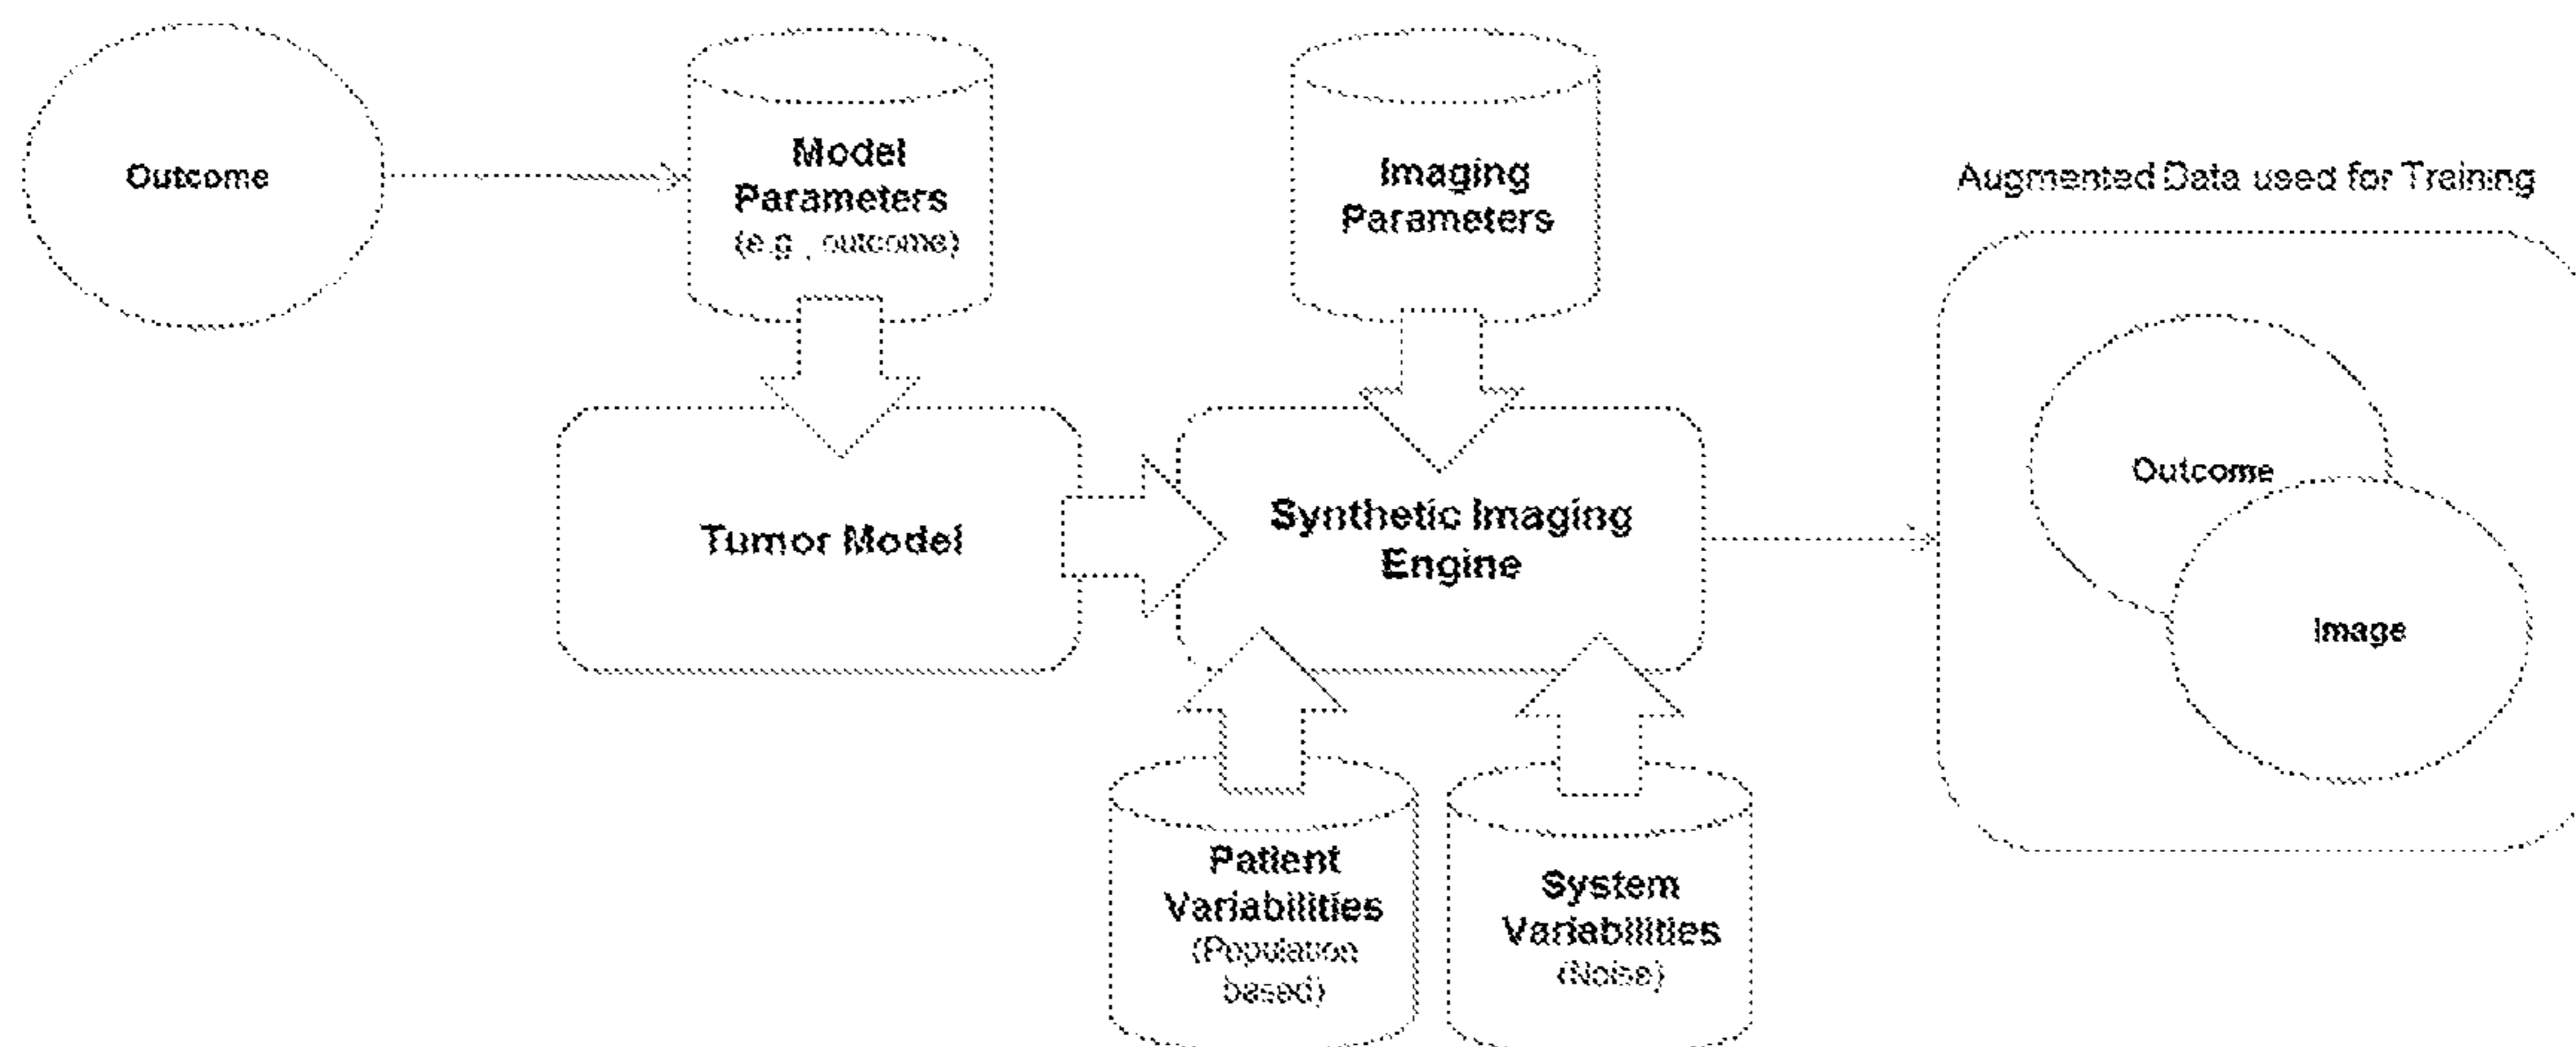 Outcome
Model
Parameters
(e.g., outcome)
Imaging
Parameters
Augmented Data used for Training
Tumor Model
Synthetic Imaging
Engine
Outcome
Image
Patient
Variabilities
(Population
based)
System
Variabilities
(Noise)